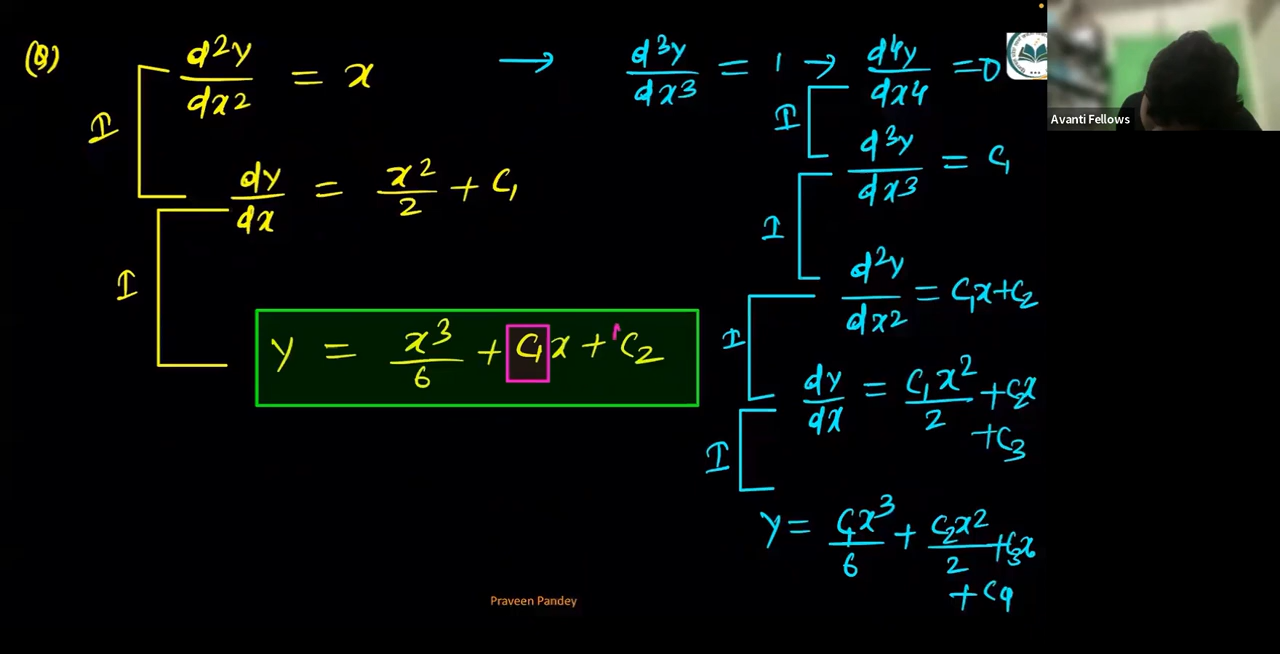 (Q) d2y/dx2 = x → d3y/dx3 = 1 → d4y/dx4 = 0
Avanti Fellows
I
I
d3y/dx3 = C1
dy/dx = x2/2 + C1
I
d2y/dx2 = C1x+C2
I
y = x3/6 + C1x + C2
I
dy/dx = C1x2/2 + C2x
+C3
I
y = C1x3/6 + C2x2/2 + C3x
+ C4
Praveen Pandey